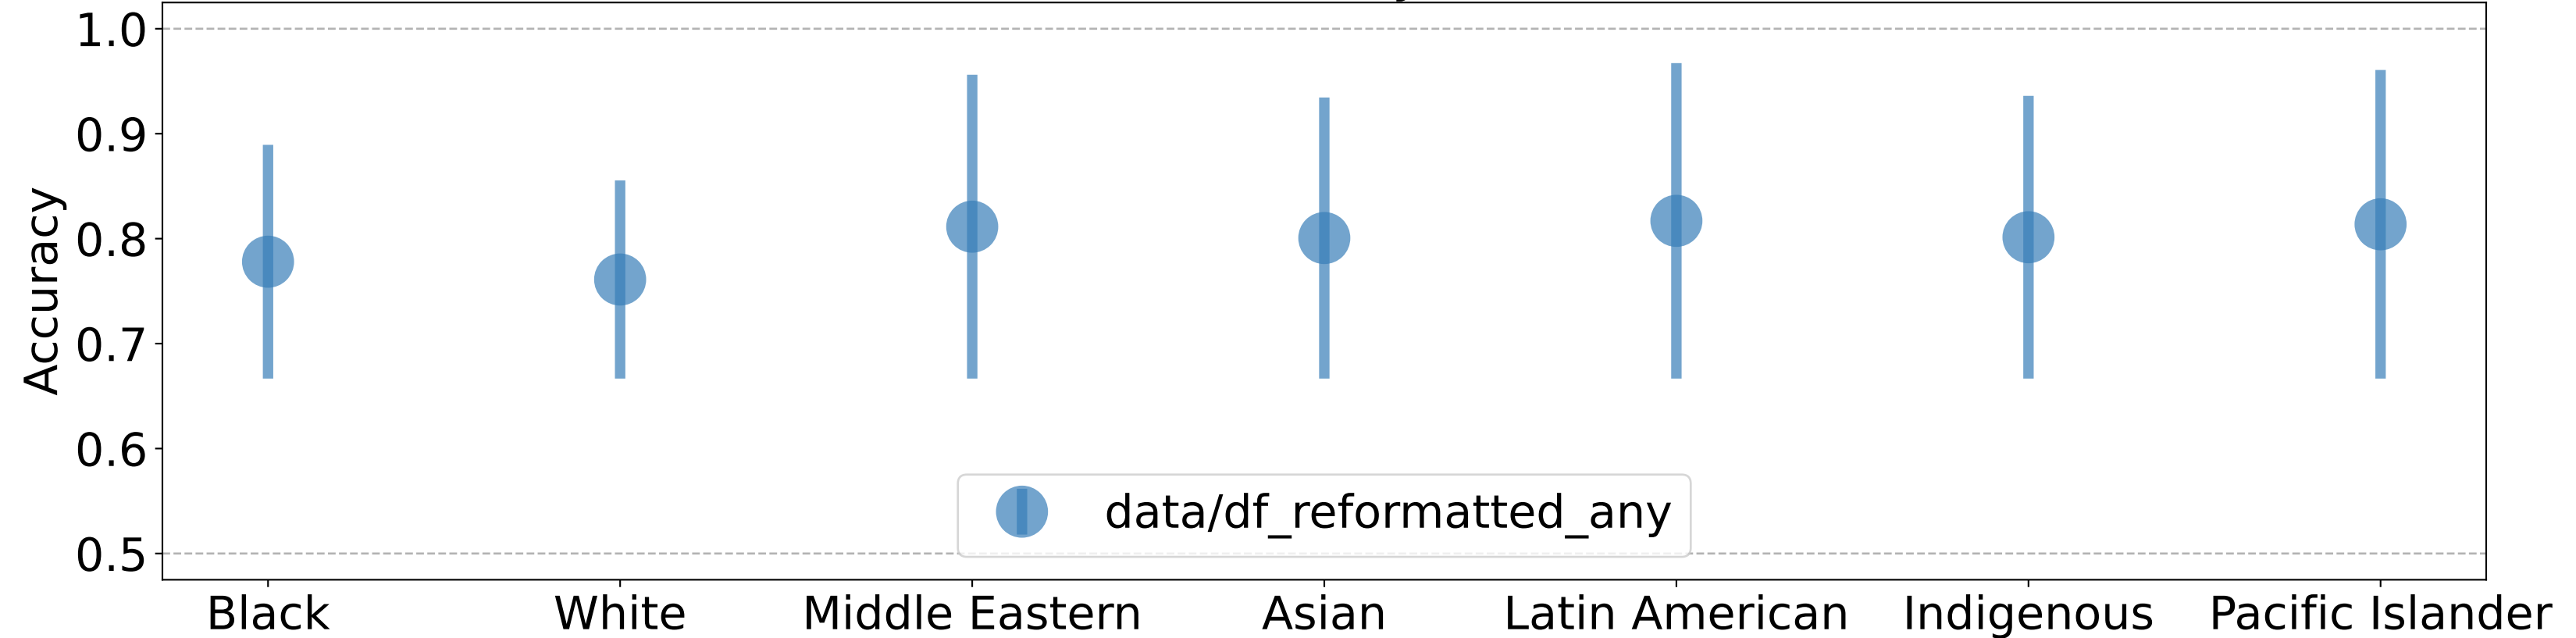 1.0
0.9
0.8
0.7
0.6
0.5
Accuracy
data/df_reformatted_any
Black White Middle Eastern Asian Latin American Indigenous Pacific Islander